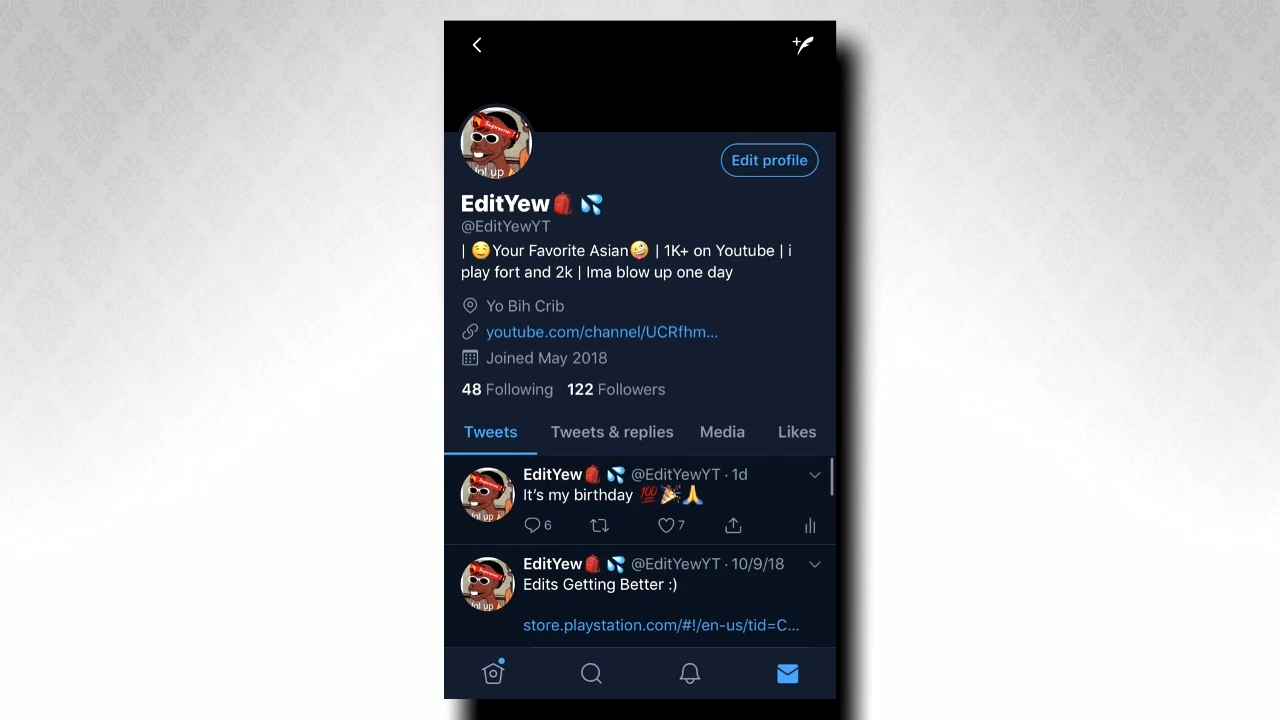 Supreme
lol up
Edit profile
EditYew🎒💦
@EditYewYT
| 🤤Your Favorite Asian🤪 | 1K+ on Youtube | i
play fort and 2k | Ima blow up one day
Yo Bih Crib
youtube.com/channel/UCRfhm...
Joined May 2018
48 Following 122 Followers
Tweets Tweets & replies Media Likes
EditYew🎒💦 @EditYewYT · 1d
It's my birthday 💯🎉🙏
6 7
EditYew🎒💦 @EditYewYT · 10/9/18
Edits Getting Better :)
store.playstation.com/#!/en-us/tid=C...